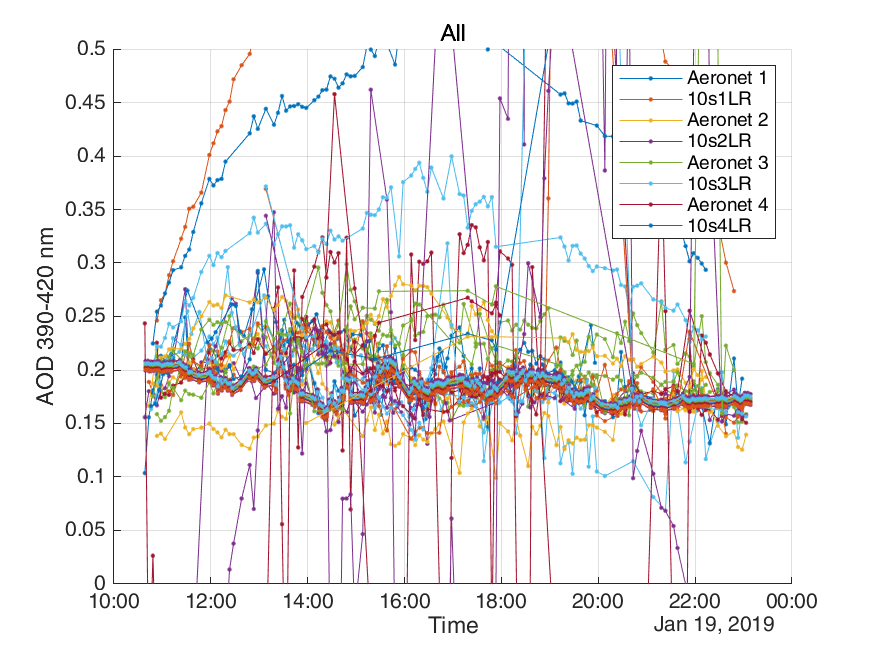 All
0.5
0.45
0.4
0.35
0.3
0.25
0.2
0.15
0.1
0.05
0
AOD 390-420 nm
Aeronet 1
10s1LR
Aeronet 2
10s2LR
Aeronet 3
10s3LR
Aeronet 4
10s4LR
10:00 12:00 14:00 16:00 18:00 20:00 22:00 00:00
Time
Jan 19, 2019